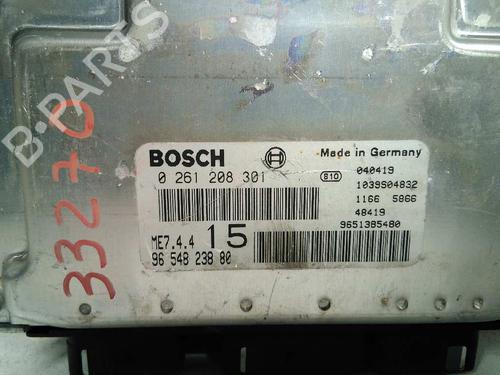 B-PARTS
33270
BOSCH
Made in Germany
0 261 208 301
810
040419
1039S04832
1166 5866
48419
9651385480
ME7.4.4
15
96 548 238 80